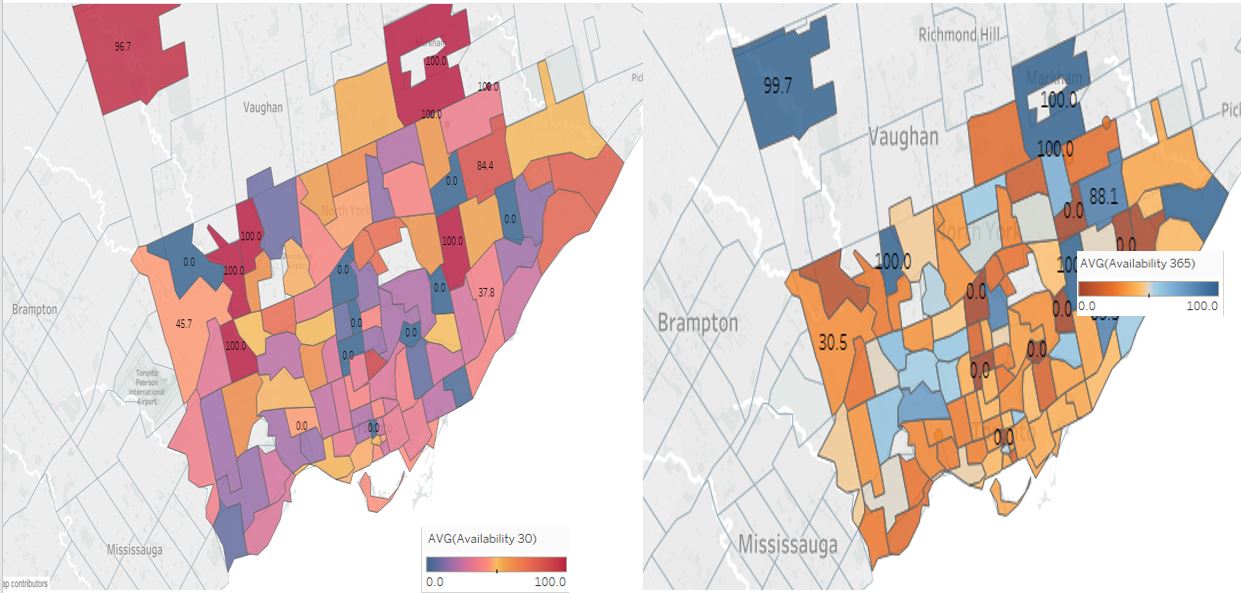 96.7
Markham
100.0
100.0
Vaughan
100.0
84.4
0.0
0.0
North York
100.0
100.0
0.0
100.0
0.0
0.0
37.8
Brampton
45.7
0.0
0.0
100.0
0.0
Toronto
Pearson
International
Airport
0.0
0.0
Mississauga
ap contributors
AVG(Availability 30)
0.0 100.0
Richmond Hill
99.7
Markham
100.0
Pic
Vaughan
100.0
88.1
0.0
North York
0.0
100.0
100
AVG(Availability 365)
0.0 100.0
0.0
0.0
Brampton
30.5
0.0
0.0
0.0
Mississauga